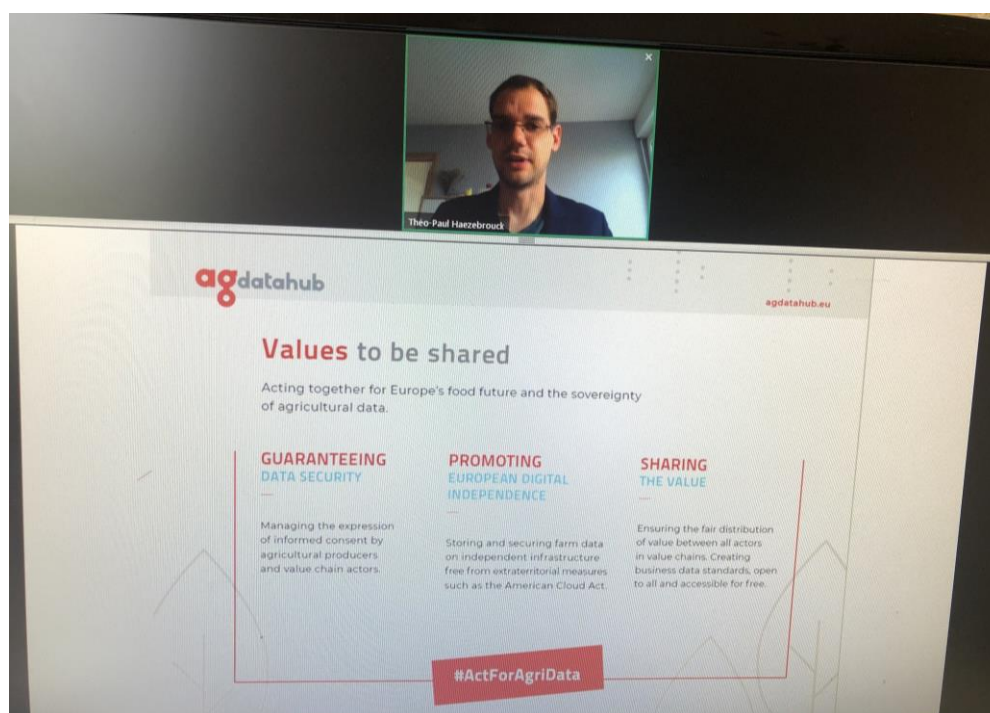 Théo-Paul Haezebrouck
agdatahub
agdatahub.eu
Values to be shared
Acting together for Europe's food future and the sovereignty
of agricultural data.
GUARANTEEING
DATA SECURITY
Managing the expression
of informed consent by
agricultural producers
and value chain actors.
PROMOTING
EUROPEAN DIGITAL
INDEPENDENCE
Storing and securing farm data
on independent infrastructure
free from extraterritorial measures
such as the American Cloud Act.
SHARING
THE VALUE
Ensuring the fair distribution
of value between all actors
in value chains. Creating
business data standards, open
to all and accessible for free.
#ActForAgriData